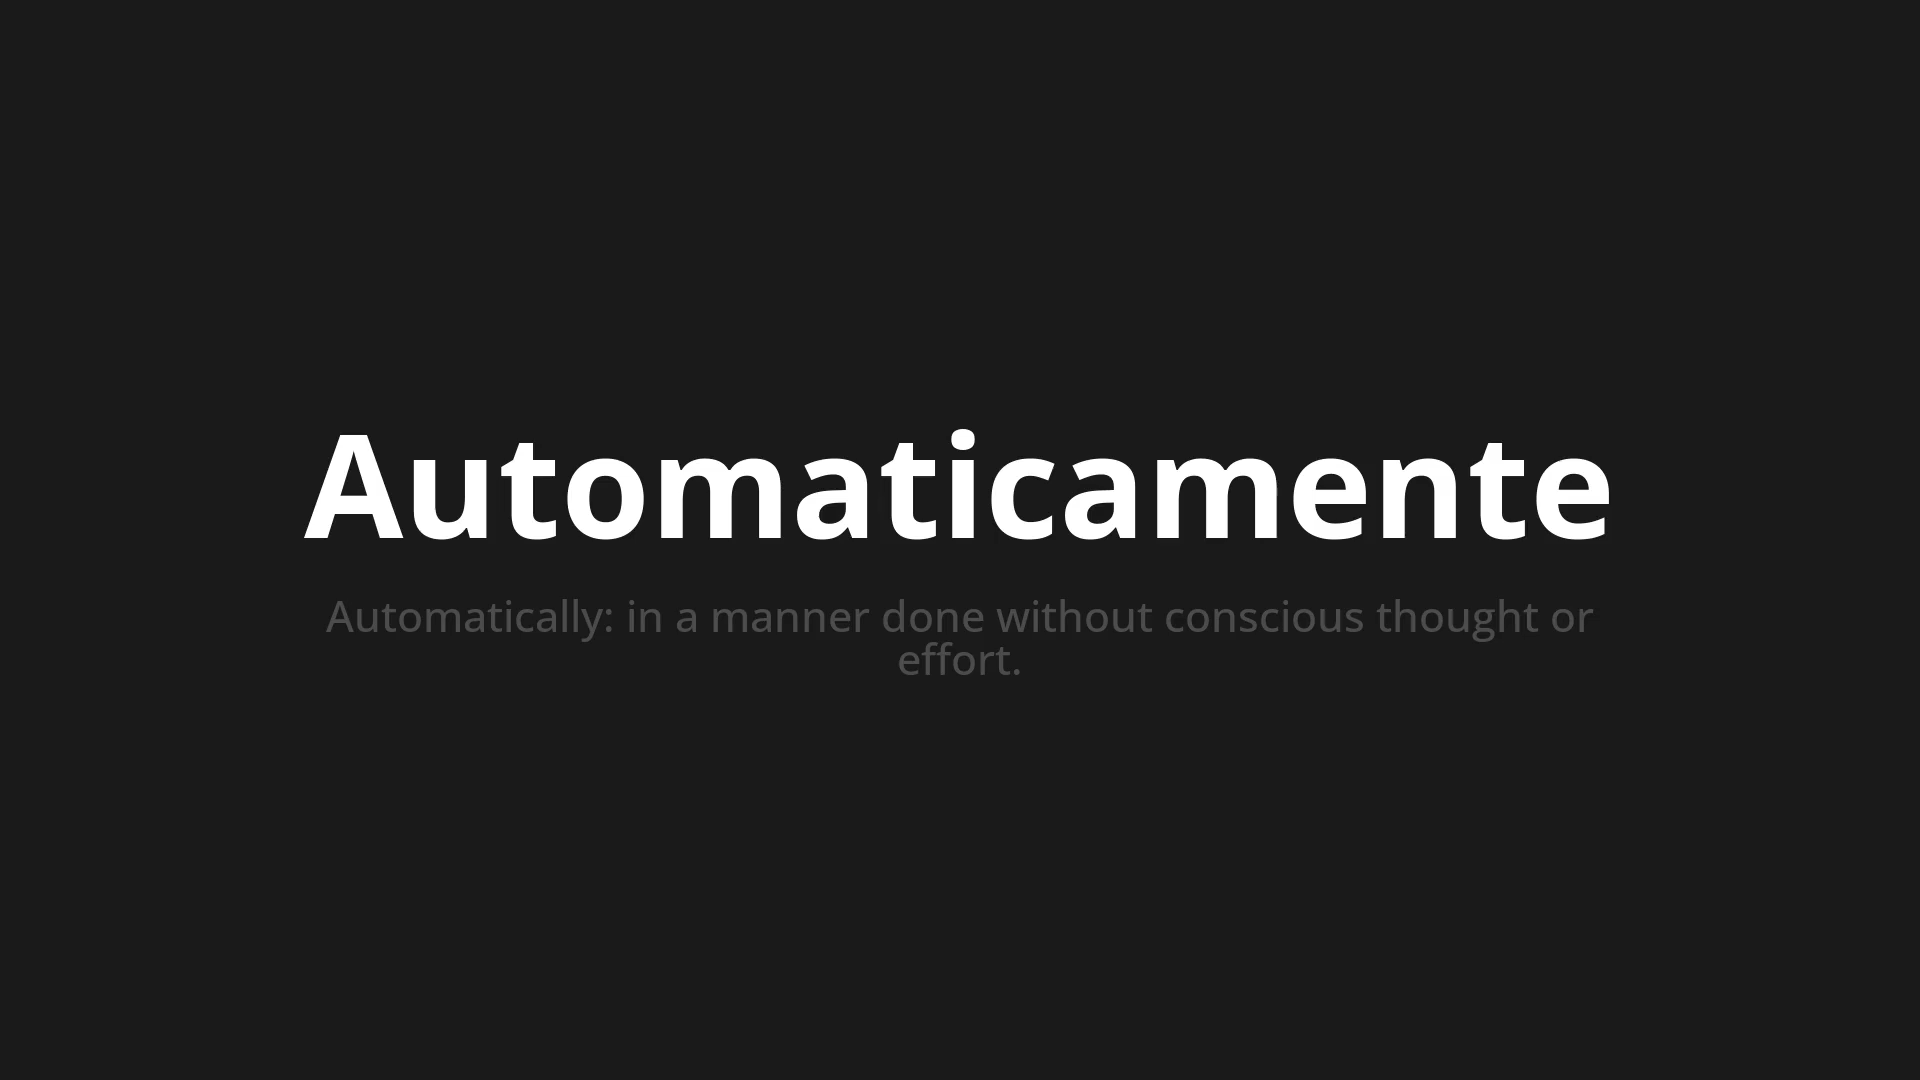 Automaticamente
Automatically: in a manner done without conscious thought or
effort.